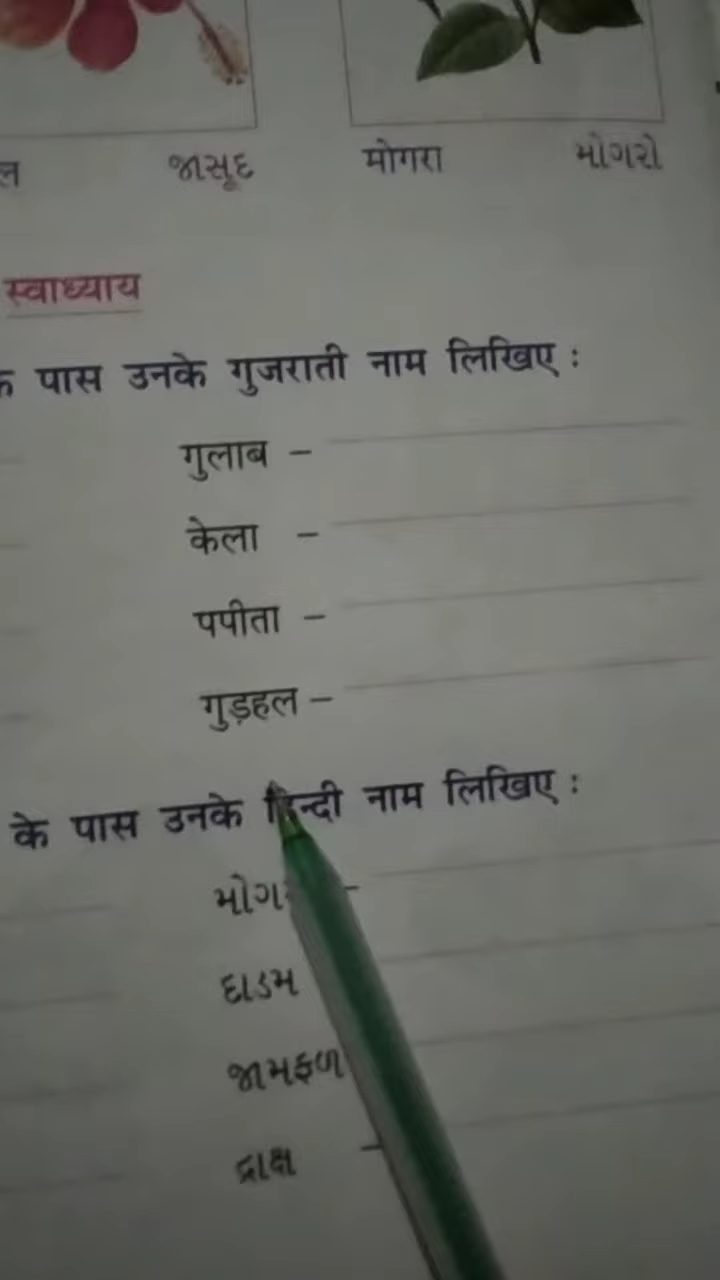 ल જાસૂદ मोगरा મોગરો
स्वाध्याय
के पास उनके गुजराती नाम लिखिए :
गुलाब –
केला –
पपीता –
गुड़हल –
के पास उनके हिन्दी नाम लिखिए :
મોગ –
દાડમ
જામફળ
દ્રાક્ષ –